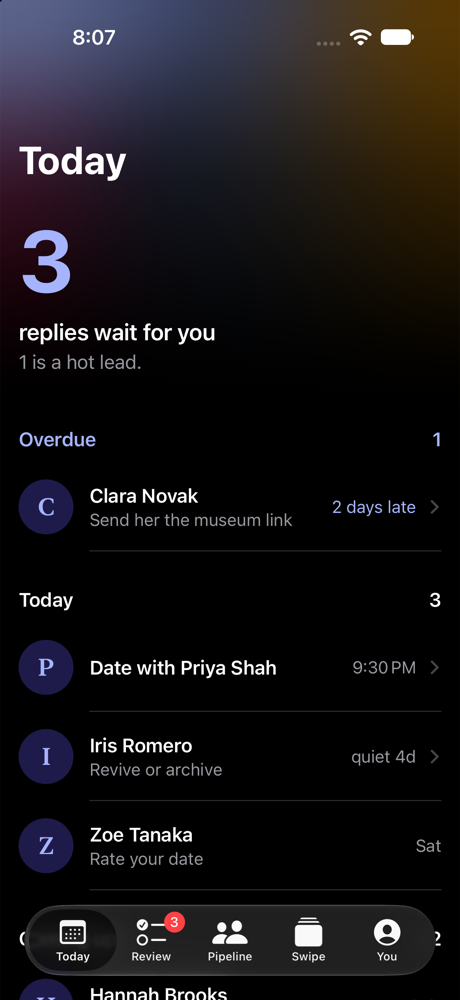 8:07
Today
3
replies wait for you
1 is a hot lead.
Overdue 1
C
Clara Novak
Send her the museum link
2 days late
Today 3
P
Date with Priya Shah
9:30 PM
I
Iris Romero
Revive or archive
quiet 4d
Z
Zoe Tanaka
Rate your date
Sat
2
3
Today
Review
Pipeline
Swipe
You
Hannah Brooks